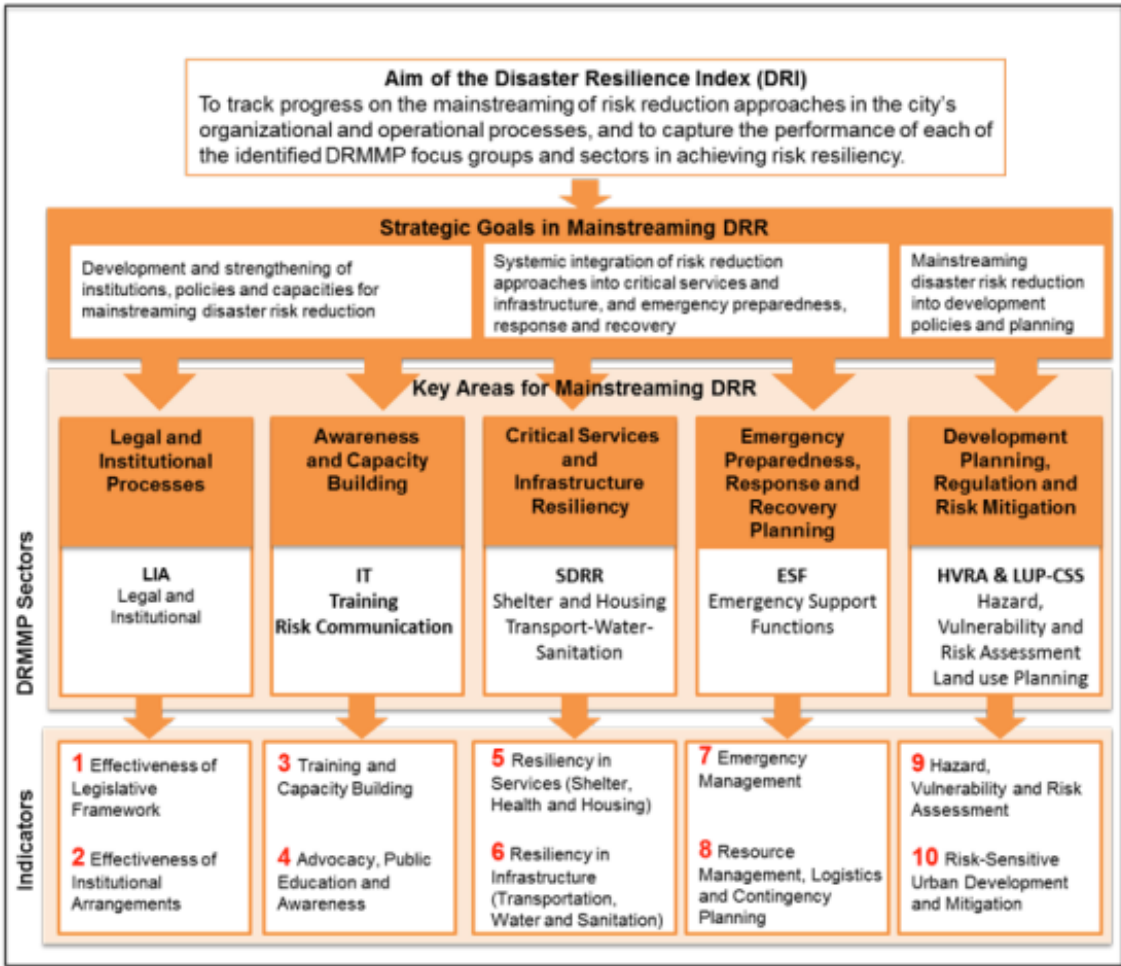 Aim of the Disaster Resilience Index (DRI)
To track progress on the mainstreaming of risk reduction approaches in the city's
organizational and operational processes, and to capture the performance of each of
the identified DRMMP focus groups and sectors in achieving risk resiliency.
Strategic Goals in Mainstreaming DRR
Development and strengthening of
institutions, policies and capacities for
mainstreaming disaster risk reduction
Systemic integration of risk reduction
approaches into critical services and
infrastructure, and emergency preparedness,
response and recovery
Mainstreaming
disaster risk reduction
into development
policies and planning
Key Areas for Mainstreaming DRR
DRMMP Sectors
Legal and
Institutional
Processes
LIA
Legal and
Institutional
Awareness
and Capacity
Building
IT
Training
Risk Communication
Critical Services
and
Infrastructure
Resiliency
SDRR
Shelter and Housing
Transport-Water-
Sanitation
Emergency
Preparedness,
Response and
Recovery
Planning
ESF
Emergency Support
Functions
Development
Planning,
Regulation and
Risk Mitigation
HVRA & LUP-CSS
Hazard,
Vulnerability and
Risk Assessment
Land use Planning
Indicators
1 Effectiveness of
Legislative
Framework
2 Effectiveness of
Institutional
Arrangements
3 Training and
Capacity Building
4 Advocacy, Public
Education and
Awareness
5 Resiliency in
Services (Shelter,
Health and Housing)
6 Resiliency in
Infrastructure
(Transportation,
Water and Sanitation)
7 Emergency
Management
8 Resource
Management, Logistics
and Contingency
Planning
9 Hazard,
Vulnerability and Risk
Assessment
10 Risk-Sensitive
Urban Development
and Mitigation